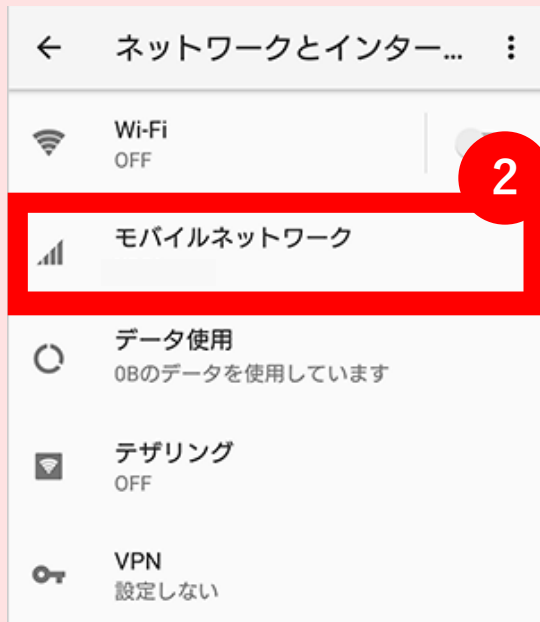 ネットワークとインター...
Wi-Fi
OFF
2
モバイルネットワーク
データ使用
0Bのデータを使用しています
テザリング
OFF
VPN
設定しない